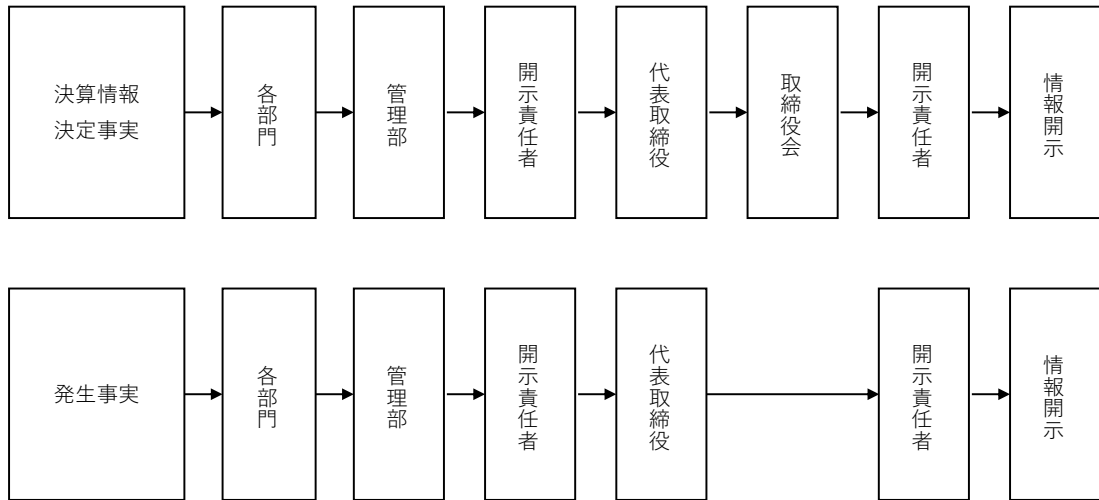 決算情報
決定事実
各部門
管理部
開示責任者
代表取締役
取締役会
開示責任者
情報開示
発生事実
各部門
管理部
開示責任者
代表取締役
開示責任者
情報開示